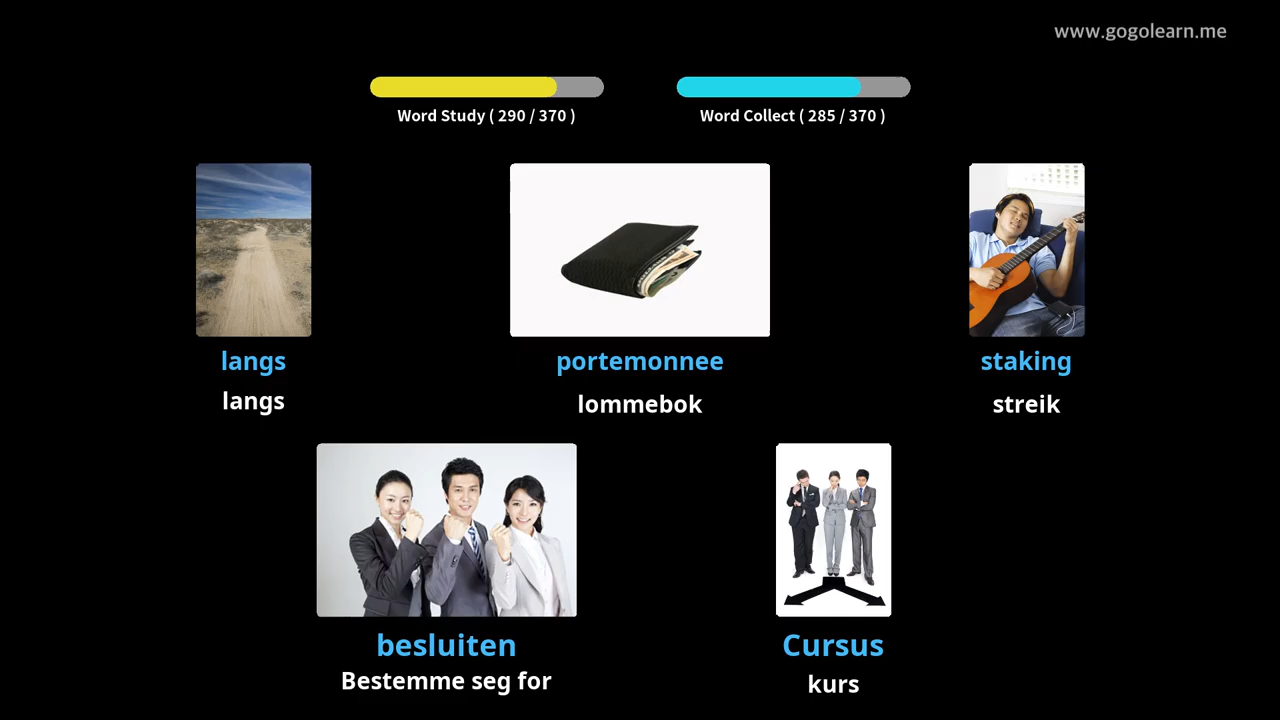 www.gogolearn.me
Word Study ( 290 / 370 )
Word Collect ( 285 / 370 )
langs
langs
portemonnee
lommebok
staking
streik
besluiten
Bestemme seg for
Cursus
kurs